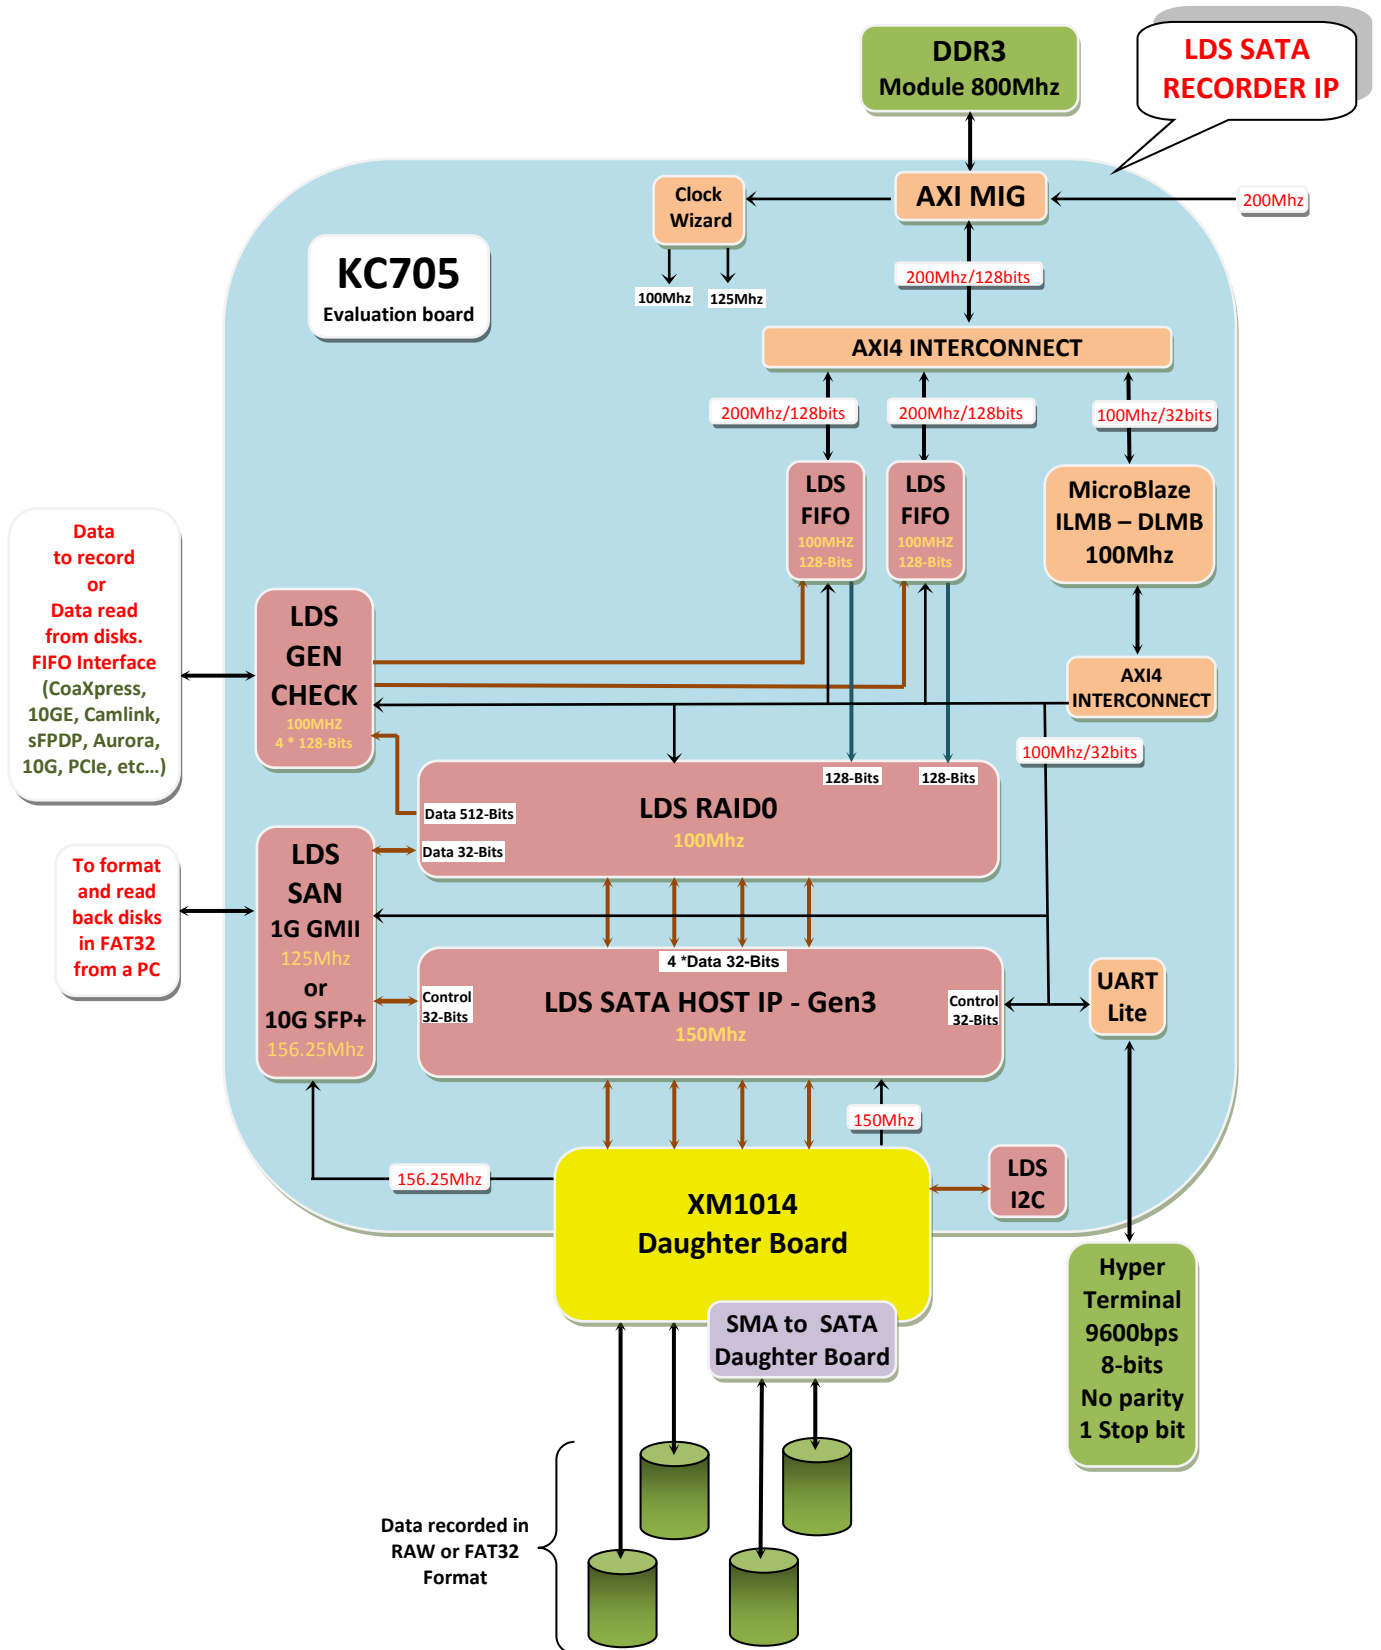 DDR3
Module 800Mhz
LDS SATA
RECORDER IP
Clock
Wizard
AXI MIG
200Mhz
KC705
Evaluation board
100Mhz
125Mhz
200Mhz/128bits
AXI4 INTERCONNECT
200Mhz/128bits
200Mhz/128bits
100Mhz/32bits
LDS
FIFO
100MHZ
128-Bits
LDS
FIFO
100MHZ
128-Bits
MicroBlaze
ILMB – DLMB
100Mhz
Data
to record
or
Data read
from disks.
FIFO Interface
(CoaXpress,
10GE, Camlink,
sFPDP, Aurora,
10G, PCIe, etc...)
LDS
GEN
CHECK
100MHZ
4 * 128-Bits
AXI4
INTERCONNECT
100Mhz/32bits
128-Bits
128-Bits
Data 512-Bits
LDS RAID0
100Mhz
Data 32-Bits
To format
and read
back disks
in FAT32
from a PC
LDS
SAN
1G GMII
125Mhz
or
10G SFP+
156.25Mhz
4 *Data 32-Bits
Control
32-Bits
LDS SATA HOST IP - Gen3
150Mhz
Control
32-Bits
UART
Lite
150Mhz
156.25Mhz
XM1014
Daughter Board
LDS
I2C
SMA to SATA
Daughter Board
Hyper
Terminal
9600bps
8-bits
No parity
1 Stop bit
Data recorded in
RAW or FAT32
Format